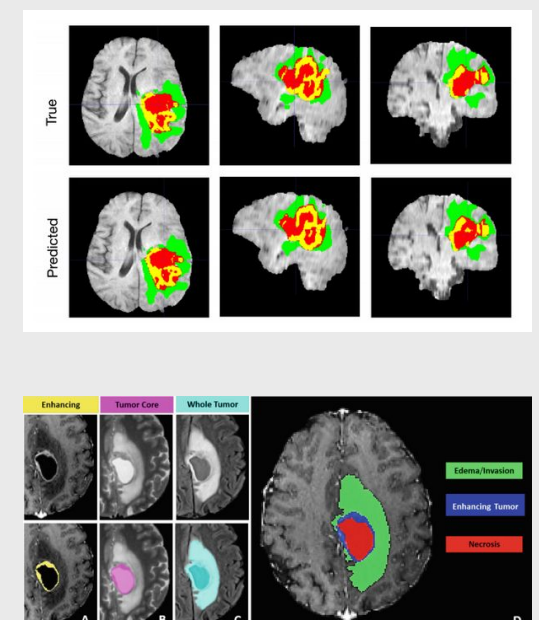 True
Predicted
Enhancing
Tumor Core
Whole Tumor
Edema/Invasion
Enhancing Tumor
Necrosis
A
B
C
D